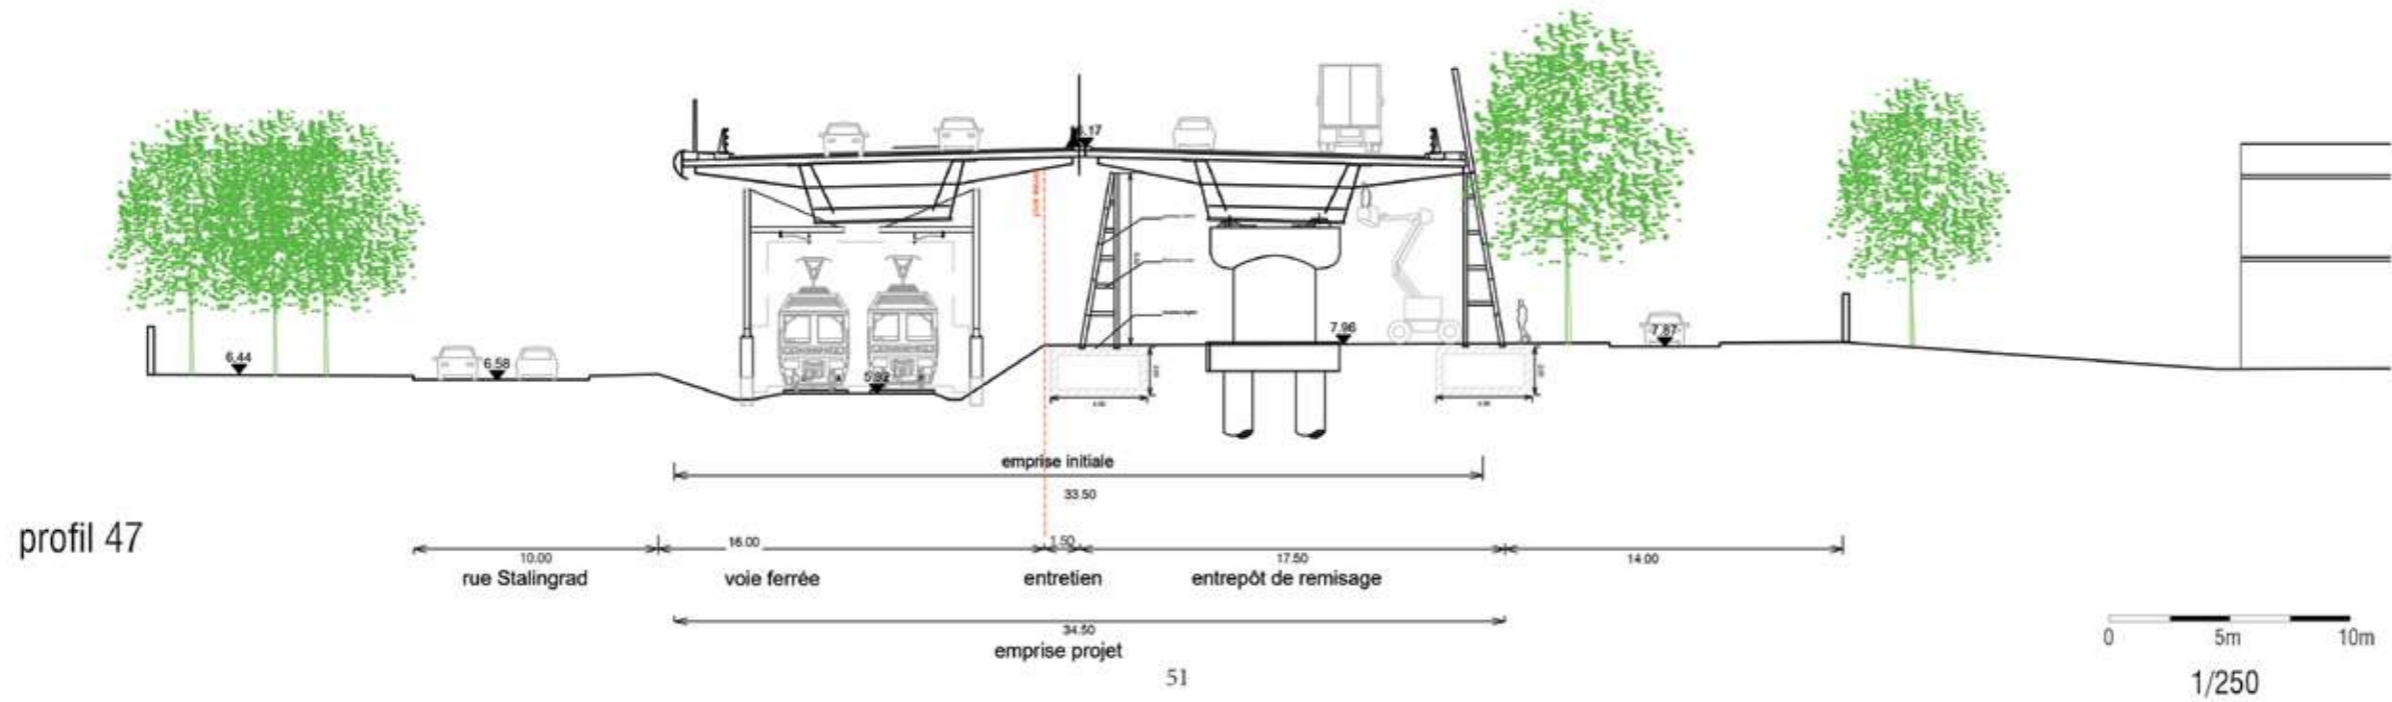 6.17
6.44
6.58
5.92
7.96
7.87
emprise initiale
33.50
profil 47
10.00
16.00
1.50
17.50
14.00
rue Stalingrad
voie ferrée
entretien
entrepôt de remisage
34.50
emprise projet
51
0
5m
10m
1/250